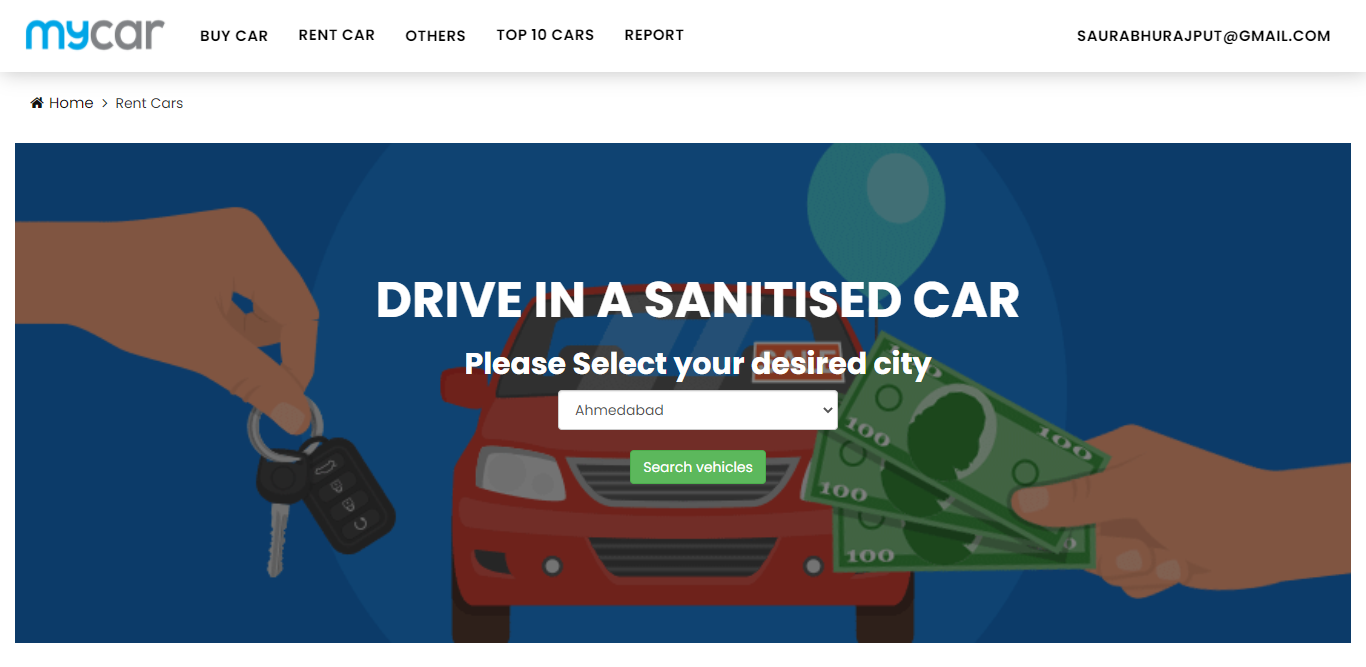 mycar BUY CAR RENT CAR OTHERS TOP 10 CARS REPORT SAURABHURAJPUT@GMAIL.COM
Home > Rent Cars
DRIVE IN A SANITISED CAR
Please Select your desired city
Ahmedabad
Search vehicles
100 100
100
100